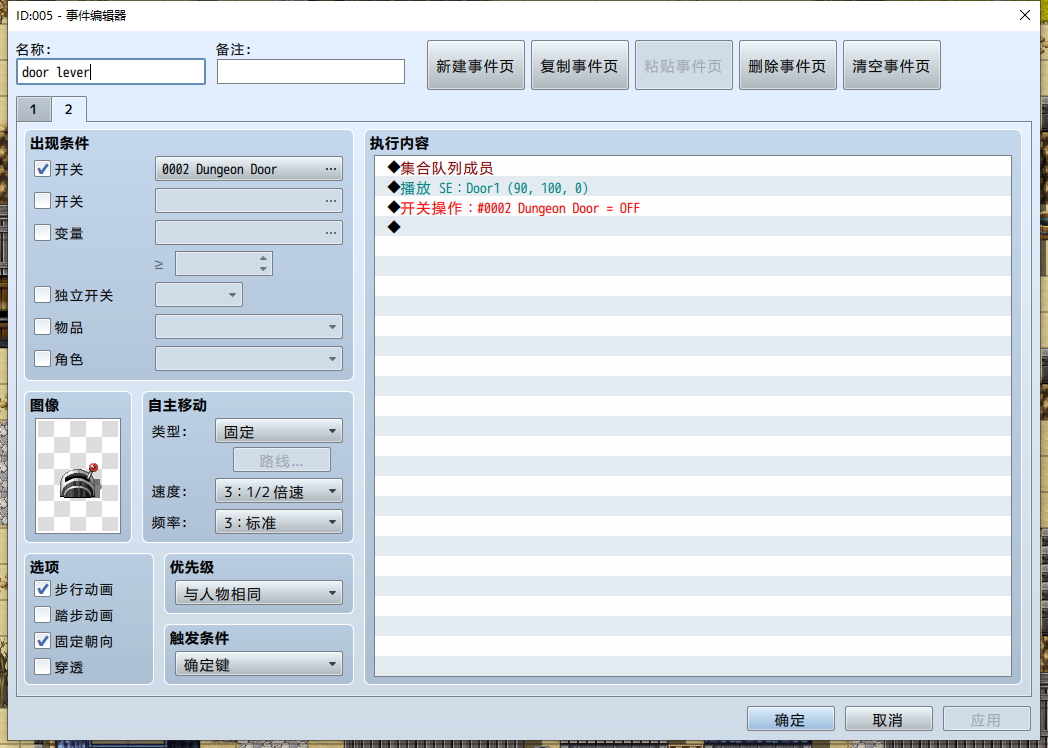 ID:005 - 事件编辑器
名称:
备注:
door lever
新建事件页
复制事件页
粘贴事件页
删除事件页
清空事件页
1
2
出现条件
开关
0002 Dungeon Door
...
开关
...
变量
...
≥
独立开关
物品
角色
图像
自主移动
类型:
固定
路线...
速度:
3:1/2倍速
频率:
3:标准
选项
步行动画
踏步动画
固定朝向
穿透
优先级
与人物相同
触发条件
确定键
执行内容
◆集合队列成员
◆播放 SE:Door1 (90, 100, 0)
◆开关操作:#0002 Dungeon Door = OFF
◆
确定
取消
应用